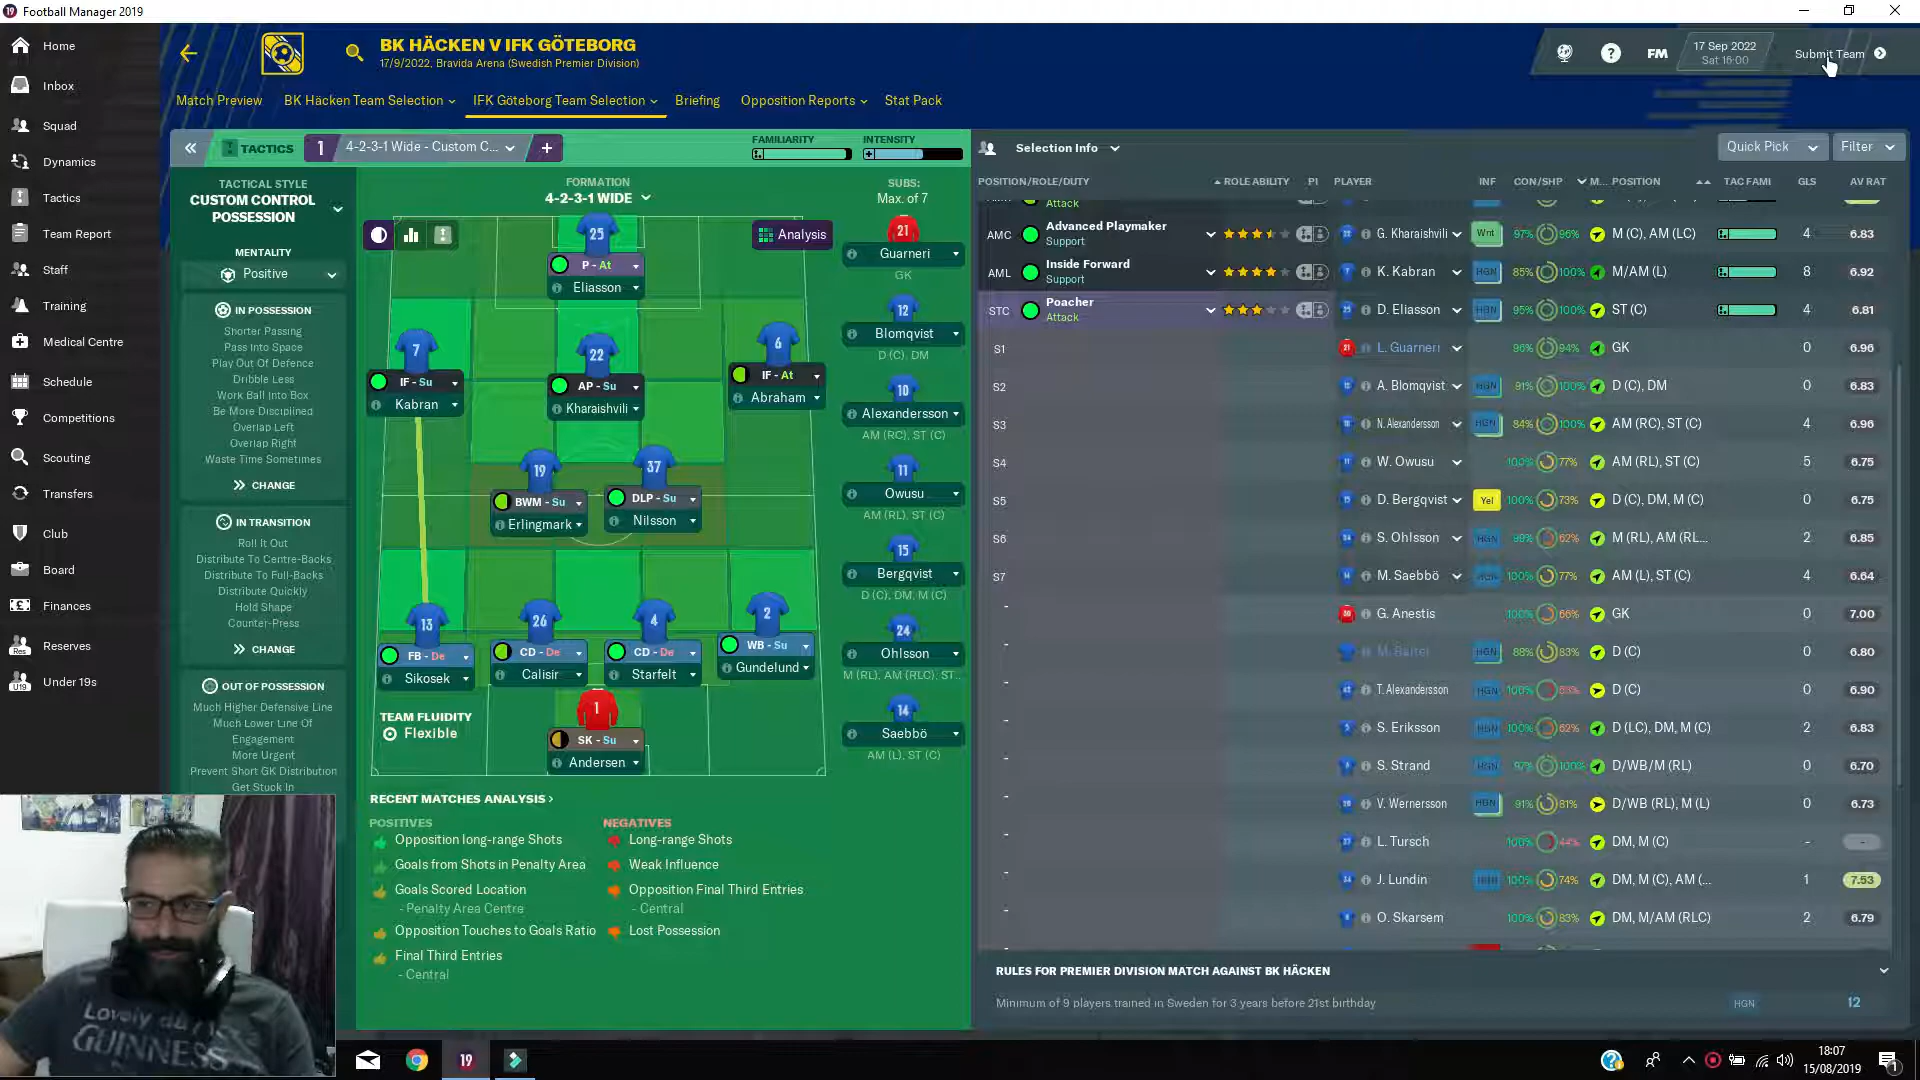 Football Manager 2019
Home
Inbox
Squad
Dynamics
Tactics
Team Report
Staff
Training
Medical Centre
Schedule
Competitions
Scouting
Transfers
Club
Board
Finances
Reserves
Under 19s
BK HÄCKEN V IFK GÖTEBORG
17/9/2022, Bravida Arena (Swedish Premier Division)
FM
17 Sep 2022
Sat 16:00
Submit Team
Match Preview
BK Häcken Team Selection
IFK Göteborg Team Selection
Briefing
Opposition Reports
Stat Pack
TACTICS
1
4-2-3-1 Wide - Custom C...
FAMILIARITY
INTENSITY
TACTICAL STYLE
CUSTOM CONTROL
POSSESSION
MENTALITY
Positive
IN POSSESSION
Shorter Passing
Pass Into Space
Play Out Of Defence
Dribble Less
Work Ball Into Box
Be More Disciplined
Overlap Left
Overlap Right
Waste Time Sometimes
CHANGE
IN TRANSITION
Roll It Out
Distribute To Centre-Backs
Distribute To Full-Backs
Distribute Quickly
Hold Shape
Counter-Press
CHANGE
OUT OF POSSESSION
Much Higher Defensive Line
Much Lower Line Of
Engagement
More Urgent
Prevent Short GK Distribution
Get Stuck In
FORMATION
4-2-3-1 WIDE
Analysis
25
P - At
Eliasson
7
IF - Su
Kabran
22
AP - Su
Kharaishvili
6
IF - At
Abraham
19
BWM - Su
Erlingmark
37
DLP - Su
Nilsson
13
FB - De
Sikosek
26
CD - De
Calisir
4
CD - De
Starfelt
2
WB - Su
Gundelund
TEAM FLUIDITY
Flexible
1
SK - Su
Andersen
SUBS:
Max. of 7
21
Guarneri
GK
12
Blomqvist
D (C), DM
10
Alexandersson
AM (RC), ST (C)
11
Owusu
AM (RL), ST (C)
15
Bergqvist
D (C), DM, M (C)
24
Ohlsson
M (RL), AM (RLC), ST...
14
Saebbö
AM (L), ST (C)
RECENT MATCHES ANALYSIS >
POSITIVES
Opposition long-range Shots
Goals from Shots in Penalty Area
Goals Scored Location
- Penalty Area Centre
Opposition Touches to Goals Ratio
Final Third Entries
- Central
NEGATIVES
Long-range Shots
Weak Influence
Opposition Final Third Entries
- Central
Lost Possession
Selection Info
Quick Pick
Filter
POSITION/ROLE/DUTY ROLE ABILITY PI PLAYER INF CON/SHP M... POSITION TAC FAMI GLS AV RAT
Attack
AMC Advanced Playmaker Support G. Kharaishvili Wnt 97% 96% M (C), AM (LC) 4 6.83
AML Inside Forward Support K. Kabran HGN 85% 100% M/AM (L) 8 6.92
STC Poacher Attack D. Eliasson HGN 95% 100% ST (C) 4 6.81
S1 L. Guarneri 96% 94% GK 0 6.96
S2 A. Blomqvist HGN 91% 100% D (C), DM 0 6.83
S3 N. Alexandersson HGN 84% 100% AM (RC), ST (C) 4 6.96
S4 W. Owusu 100% 77% AM (RL), ST (C) 5 6.75
S5 D. Bergqvist Yel 100% 73% D (C), DM, M (C) 0 6.75
S6 S. Ohlsson HGN 99% 62% M (RL), AM (RL... 2 6.85
S7 M. Saebbö HGN 100% 77% AM (L), ST (C) 4 6.64
- G. Anestis 100% 66% GK 0 7.00
- HGN 88% 83% D (C) 0 6.80
- T. Alexandersson HGN 100% D (C) 0 6.90
- S. Eriksson HGN 100% 62% D (LC), DM, M (C) 2 6.83
- S. Strand 97% 100% D/WB/M (RL) 0 6.70
- V. Wernersson HGN 91% 81% D/WB (RL), M (L) 0 6.73
- L. Tursch 100% 44% DM, M (C) - -
- J. Lundin HGN 100% 74% DM, M (C), AM (... 1 7.53
- O. Skarsem 100% 83% DM, M/AM (RLC) 2 6.79
RULES FOR PREMIER DIVISION MATCH AGAINST BK HÄCKEN
Minimum of 9 players trained in Sweden for 3 years before 21st birthday HGN 12
Lovely day for a
GUINNESS
19
18:07
15/08/2019
1